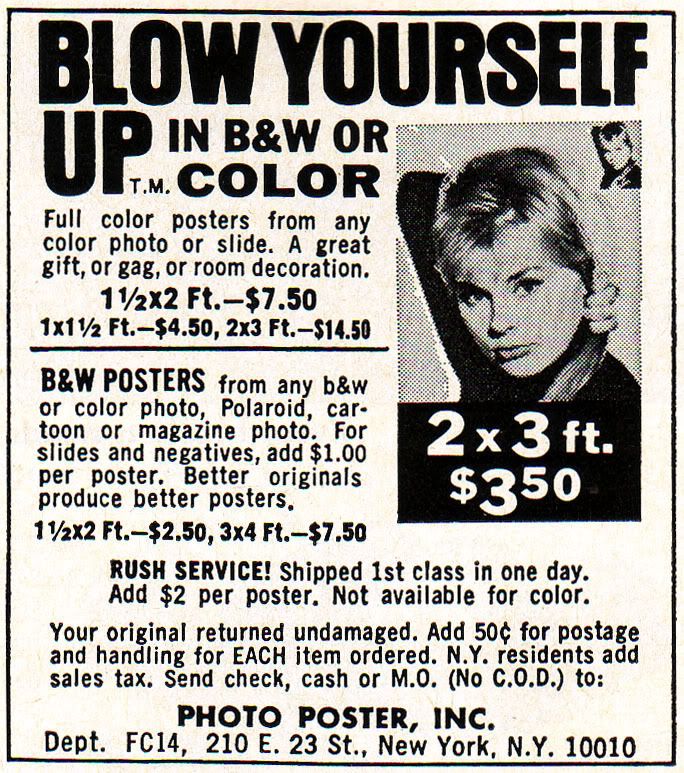 BLOW YOURSELF
UP T.M. IN B&W OR
COLOR
Full color posters from any
color photo or slide. A great
gift, or gag, or room decoration.
1½x2 Ft.—$7.50
1x1½ Ft.—$4.50, 2x3 Ft.—$14.50
B&W POSTERS from any b&w
or color photo, Polaroid, car-
toon or magazine photo. For
slides and negatives, add $1.00
per poster. Better originals
produce better posters.
1½x2 Ft.—$2.50, 3x4 Ft.—$7.50
2 x 3 ft.
$3 50
RUSH SERVICE! Shipped 1st class in one day.
Add $2 per poster. Not available for color.
Your original returned undamaged. Add 50¢ for postage
and handling for EACH item ordered. N.Y. residents add
sales tax. Send check, cash or M.O. (No C.O.D.) to:
PHOTO POSTER, INC.
Dept. FC14, 210 E. 23 St., New York, N.Y. 10010